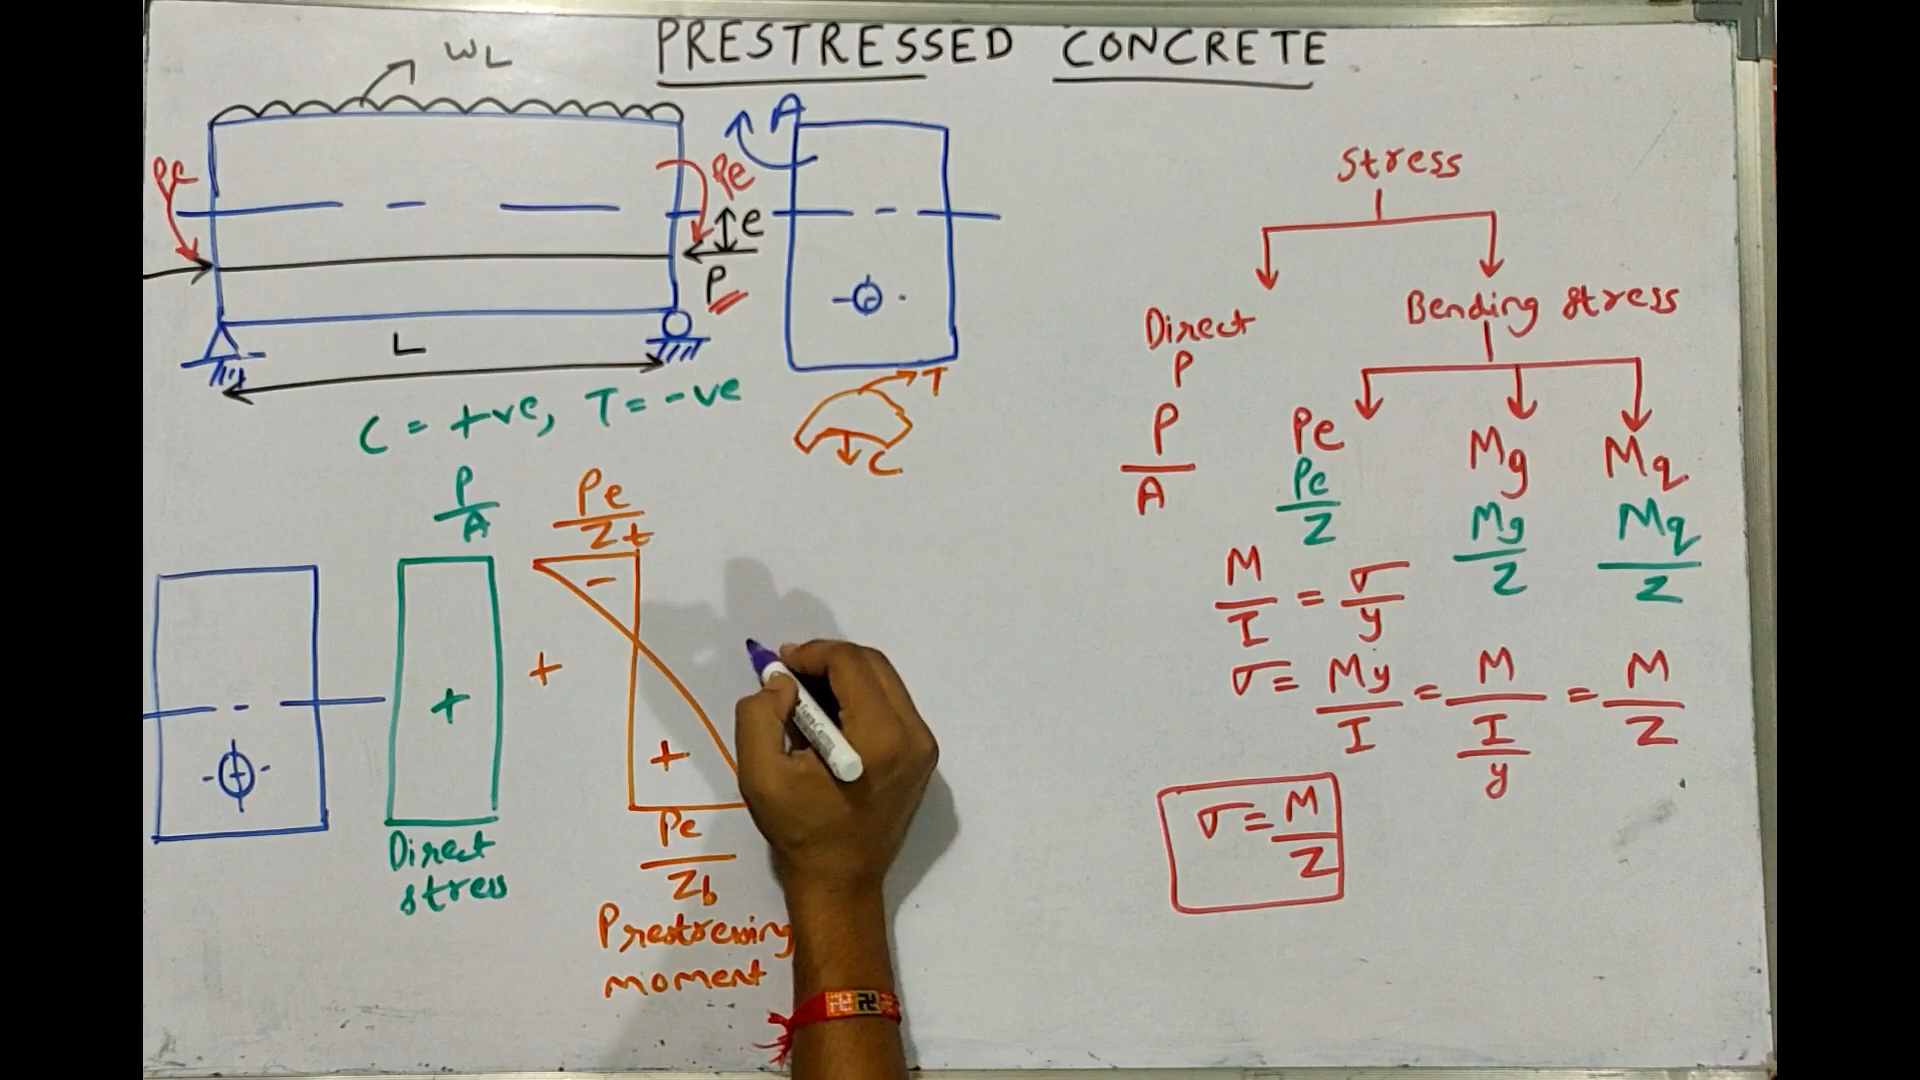 PRESTRESSED CONCRETE
WL
A
Pe
Pe
e
P
L
C = +ve, T = -ve
T
C
Stress
Direct
Bending stress
P
P/A
Pe
Mg
Mq
Pe/Z
Mg/Z
Mq/Z
M/I = σ/y
σ = My/I = M/(I/y) = M/Z
σ = M/Z
P/A
Pe/Zt
-
+
+
+
Pe/Zb
Direct
stress
Prestressing
moment